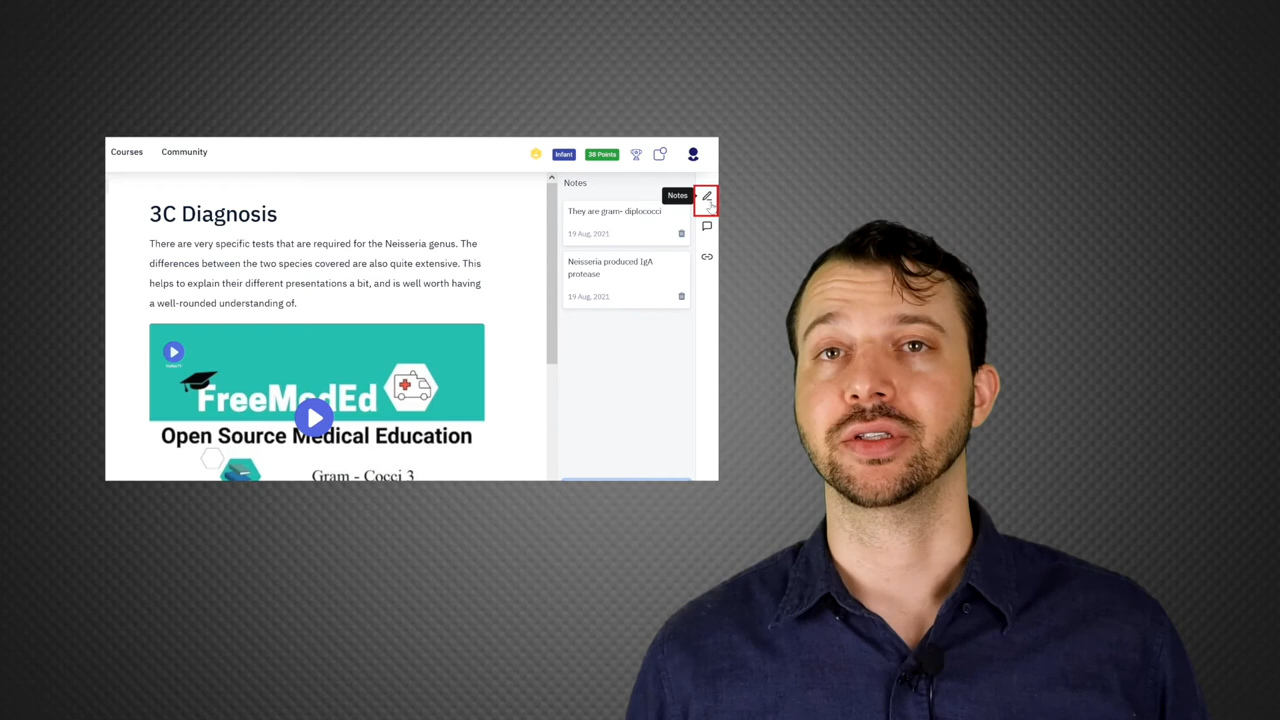 Courses
Community
Infant
38 Points
3C Diagnosis
There are very specific tests that are required for the Neisseria genus. The
differences between the two species covered are also quite extensive. This
helps to explain their different presentations a bit, and is well worth having
a well-rounded understanding of.
FreeMedEd
Open Source Medical Education
Gram - Cocci 3
Notes
Notes
They are gram- diplococci
19 Aug, 2021
Neisseria produced IgA
protease
19 Aug, 2021